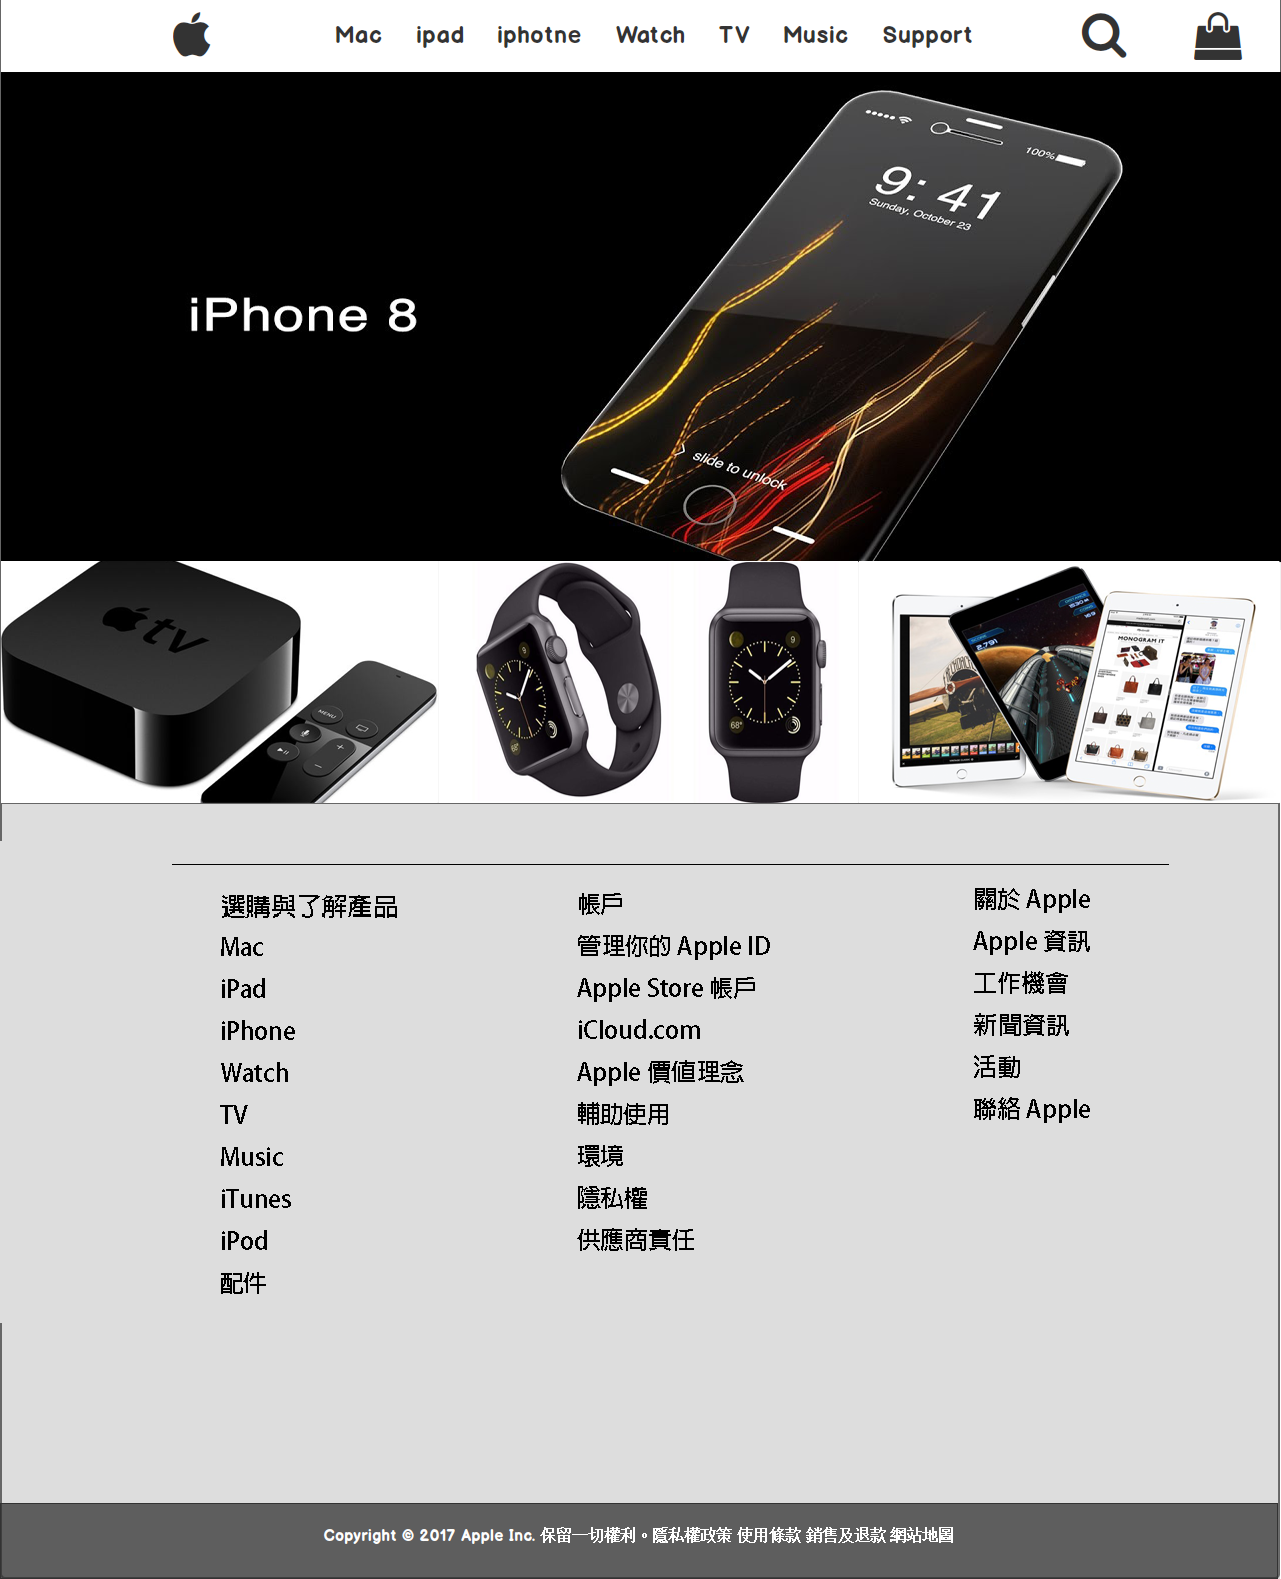 Mac ipad iphotne Watch TV Music Support
100%
9:41
Sunday, October 23
iPhone 8
slide to unlock
tv
MENU
9
68°
9
68°
MONOGRAM IT
選購與了解產品
Mac
iPad
iPhone
Watch
TV
Music
iTunes
iPod
配件
帳戶
管理你的 Apple ID
Apple Store 帳戶
iCloud.com
Apple 價值理念
輔助使用
環境
隱私權
供應商責任
關於 Apple
Apple 資訊
工作機會
新聞資訊
活動
聯絡 Apple
Copyright © 2017 Apple Inc. 保留一切權利。隱私權政策 使用條款 銷售及退款 網站地圖